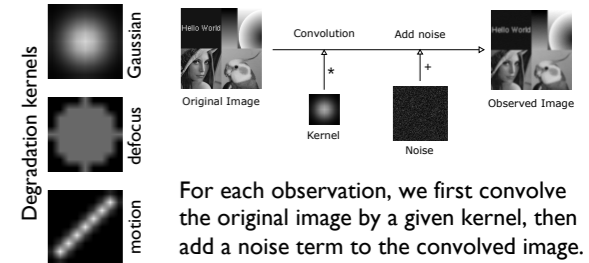 Degradation kernels
Gaussian
defocus
motion
Hello World
Original Image
Convolution
*
Kernel
Add noise
+
Noise
Hello World
Observed Image
For each observation, we first convolve
the original image by a given kernel, then
add a noise term to the convolved image.